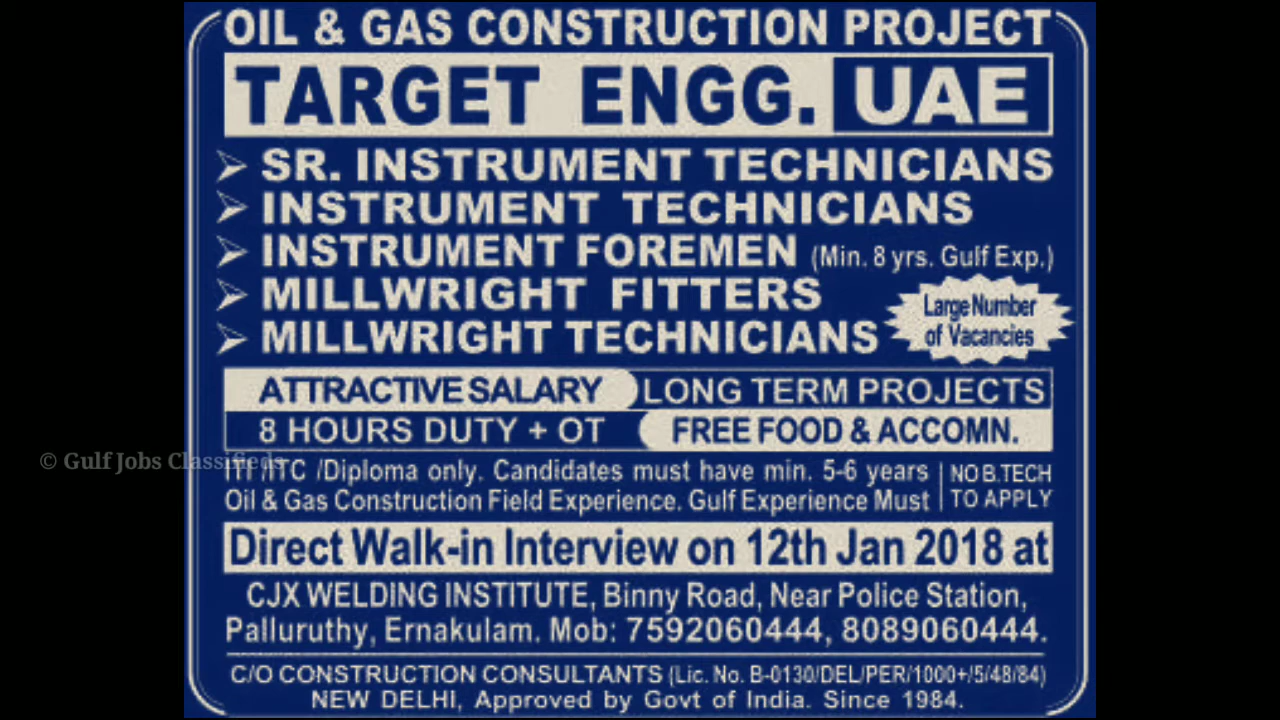 OIL & GAS CONSTRUCTION PROJECT
TARGET ENGG. UAE
➢ SR. INSTRUMENT TECHNICIANS
➢ INSTRUMENT TECHNICIANS
➢ INSTRUMENT FOREMEN (Min. 8 yrs. Gulf Exp.)
➢ MILLWRIGHT FITTERS
➢ MILLWRIGHT TECHNICIANS
Large Number
of Vacancies
ATTRACTIVE SALARY LONG TERM PROJECTS
8 HOURS DUTY + OT FREE FOOD & ACCOMN.
© Gulf Jobs Classifieds
ITI /ITC /Diploma only. Candidates must have min. 5-6 years
Oil & Gas Construction Field Experience. Gulf Experience Must
NO B.TECH
TO APPLY
Direct Walk-in Interview on 12th Jan 2018 at
CJX WELDING INSTITUTE, Binny Road, Near Police Station,
Palluruthy, Ernakulam. Mob: 7592060444, 8089060444.
C/O CONSTRUCTION CONSULTANTS (Lic. No. B-0130/DEL/PER/1000+/5/48/84)
NEW DELHI, Approved by Govt of India. Since 1984.